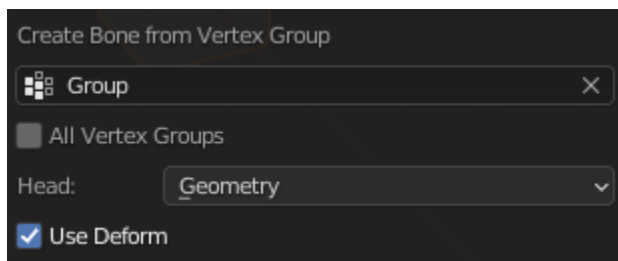 Create Bone from Vertex Group
Group
All Vertex Groups
Head: Geometry
Use Deform